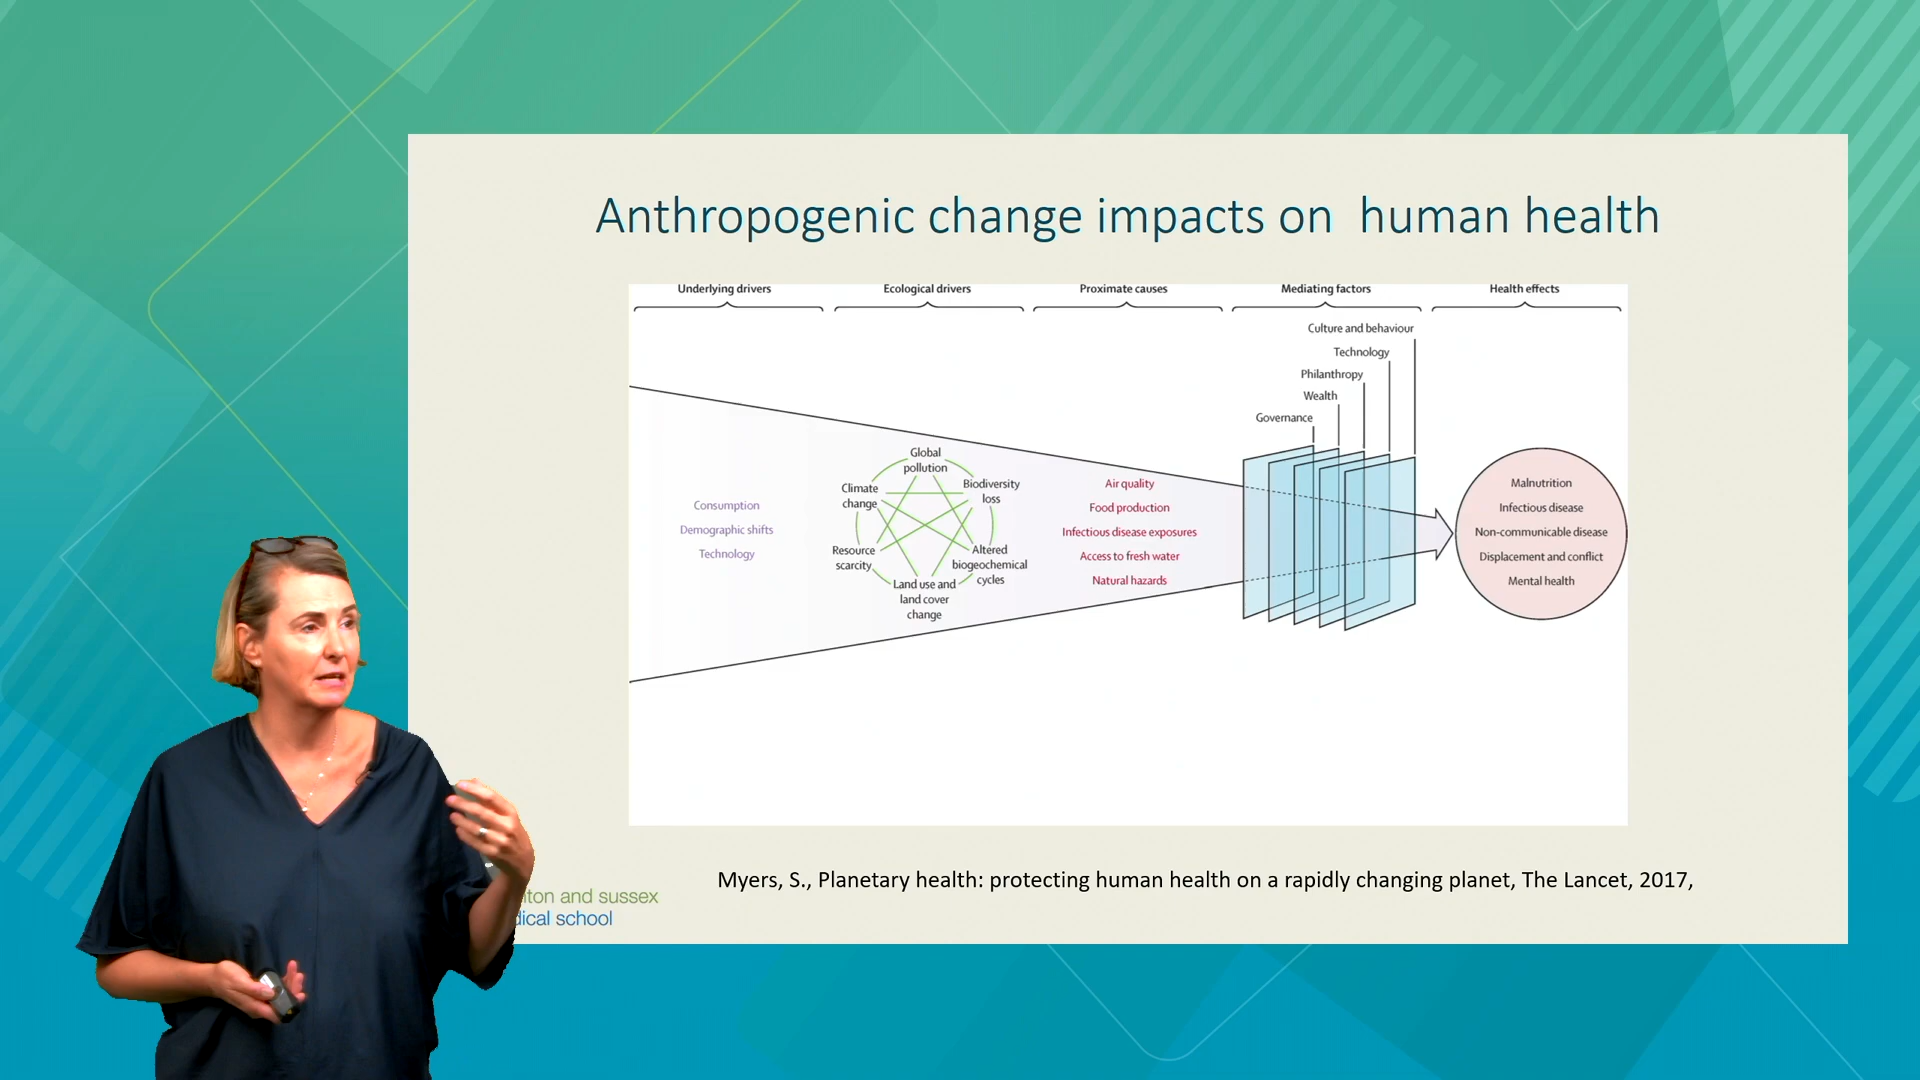 Anthropogenic change impacts on  human health
Underlying drivers
Ecological drivers
Proximate causes
Mediating factors
Health effects
Culture and behaviour
Technology
Philanthropy
Wealth
Governance
Consumption
Demographic shifts
Technology
Global
pollution
Climate
change
Biodiversity
loss
Resource
scarcity
Altered
biogeochemical
cycles
Land use and
land cover
change
Air quality
Food production
Infectious disease exposures
Access to fresh water
Natural hazards
Malnutrition
Infectious disease
Non-communicable disease
Displacement and conflict
Mental health
Myers, S., Planetary health: protecting human health on a rapidly changing planet, The Lancet, 2017,
and sussex
school